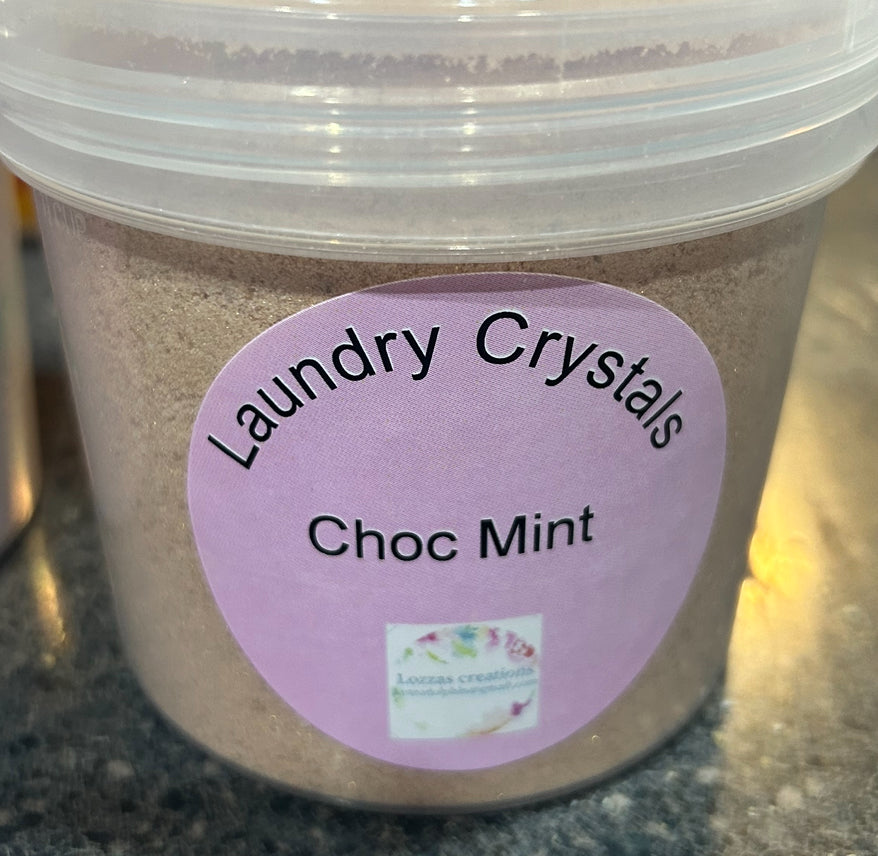 Laundry Crystals
Choc Mint
Lozzas creations